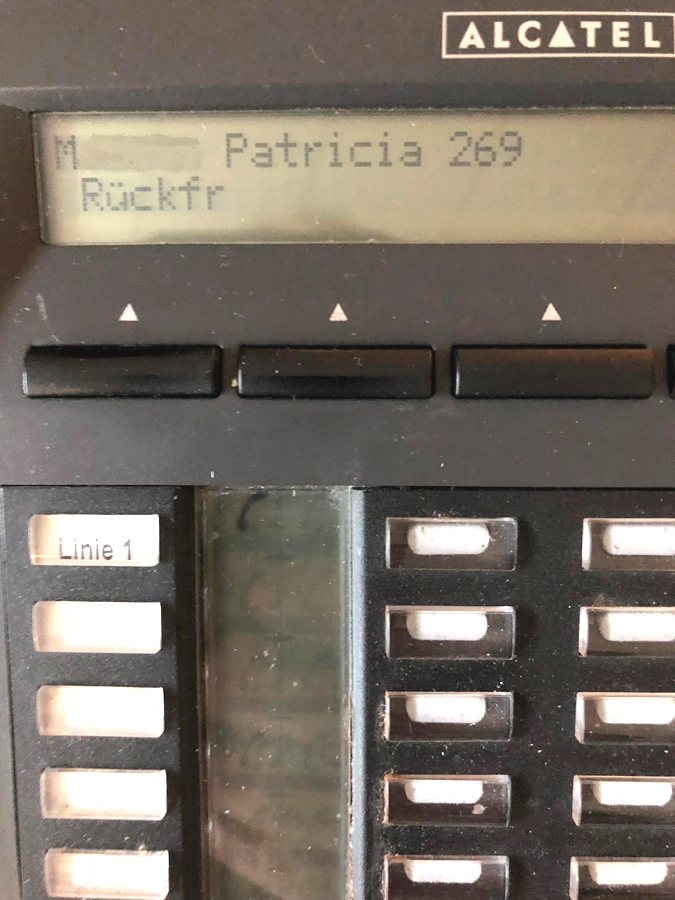 ALCATEL
M Patricia 269
Rückfr
Linie 1